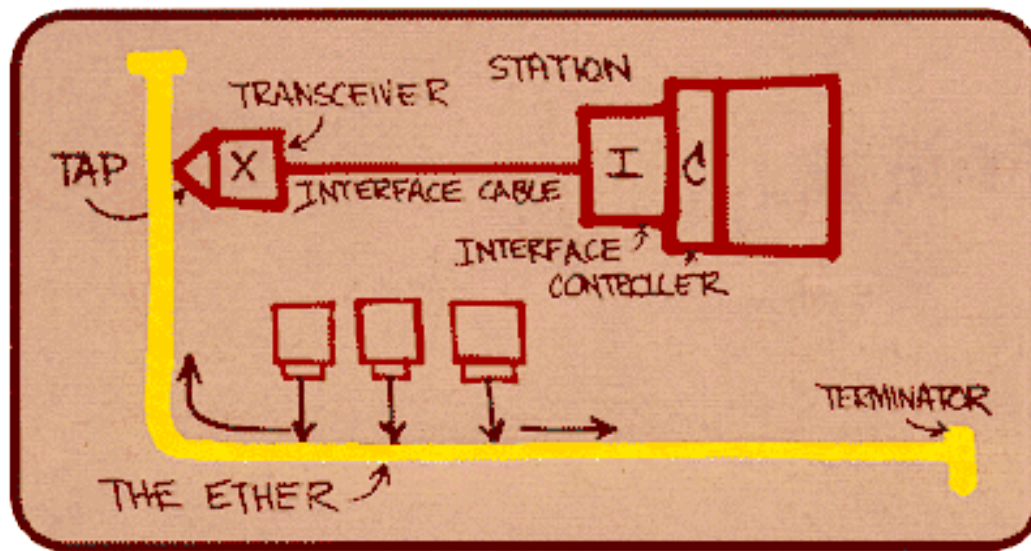 STATION
TRANSCEIVER
TAP
X
I
C
INTERFACE CABLE
INTERFACE
CONTROLLER
TERMINATOR
THE ETHER